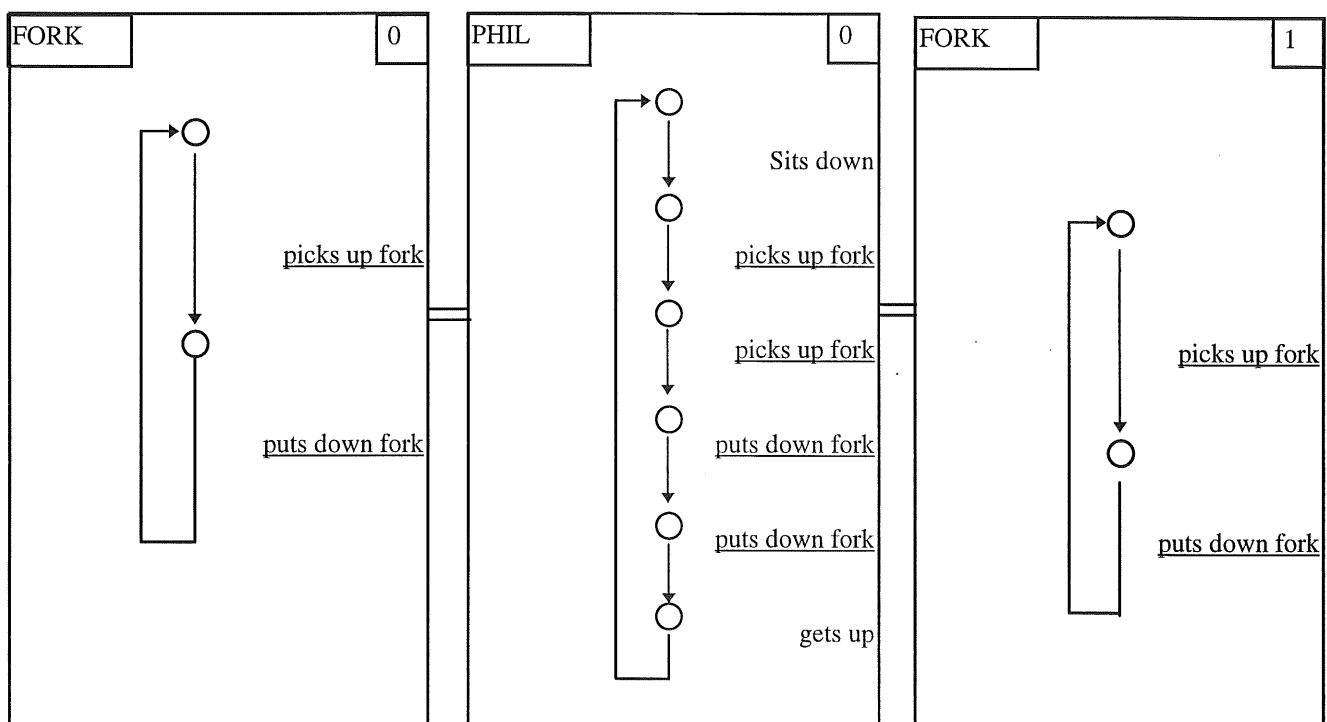 FORK
0
picks up fork
puts down fork
PHIL
0
Sits down
picks up fork
picks up fork
puts down fork
puts down fork
gets up
FORK
1
picks up fork
puts down fork